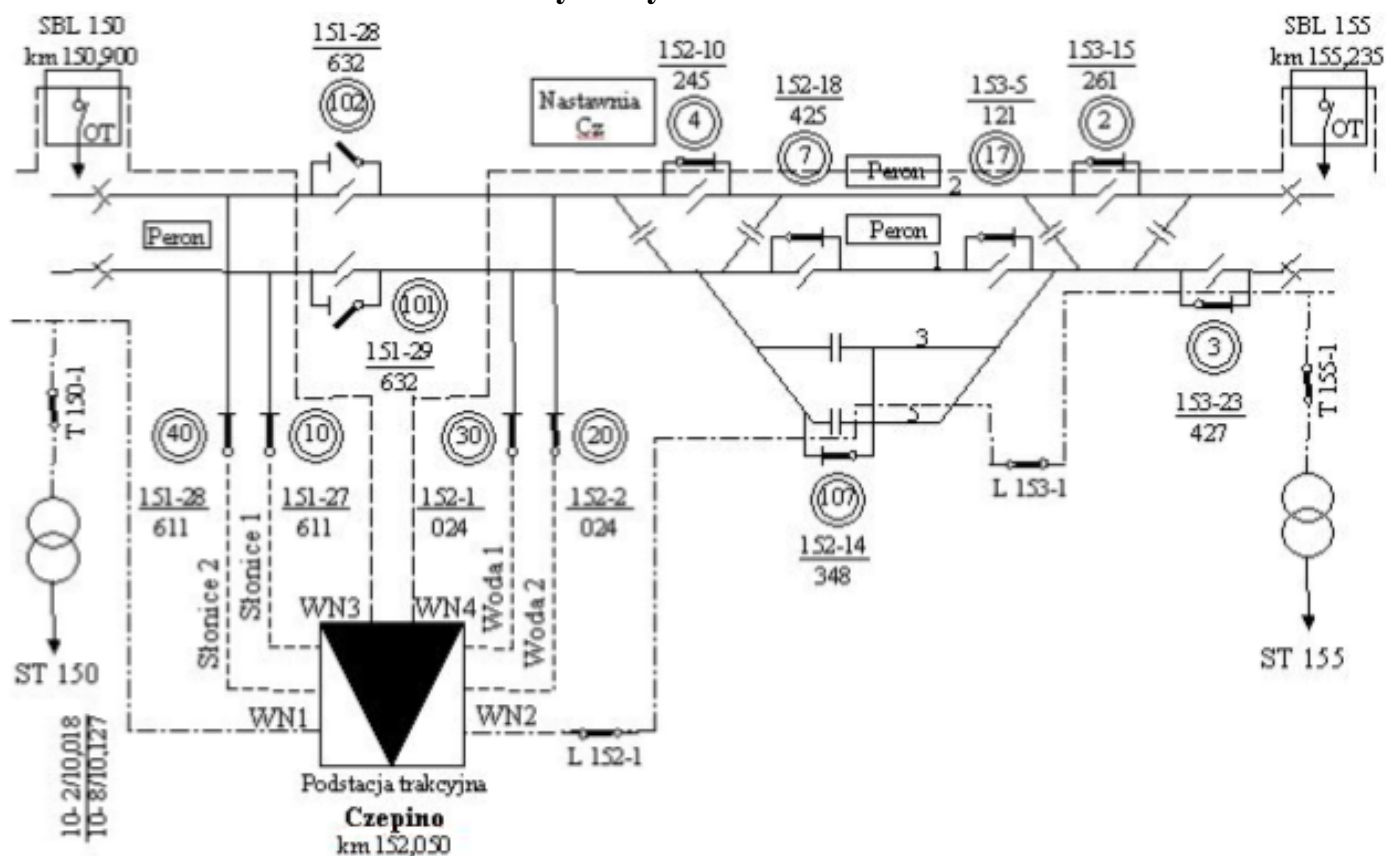 SBL 150
km 150,900
OT
151-28
632
102
Nastawnia
Cz
152-10
245
4
152-18
425
7
153-5
121
17
153-15
261
2
SBL 155
km 155,235
OT
Peron
2
Peron
Peron
1
101
151-29
632
3
5
3
153-23
427
T 150-1
T 155-1
40
10
30
20
151-28
611
151-27
611
152-1
024
152-2
024
L 153-1
107
152-14
348
Słonice 2
Słonice 1
Woda 1
Woda 2
WN3
WN4
ST 150
ST 155
WN1
WN2
L 152-1
10- 2/10,018
10- 8/10,127
Podstacja trakcyjna
Czepino
km 152,050